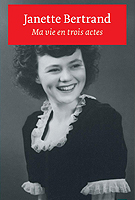 Janette Bertrand
Ma vie en trois actes